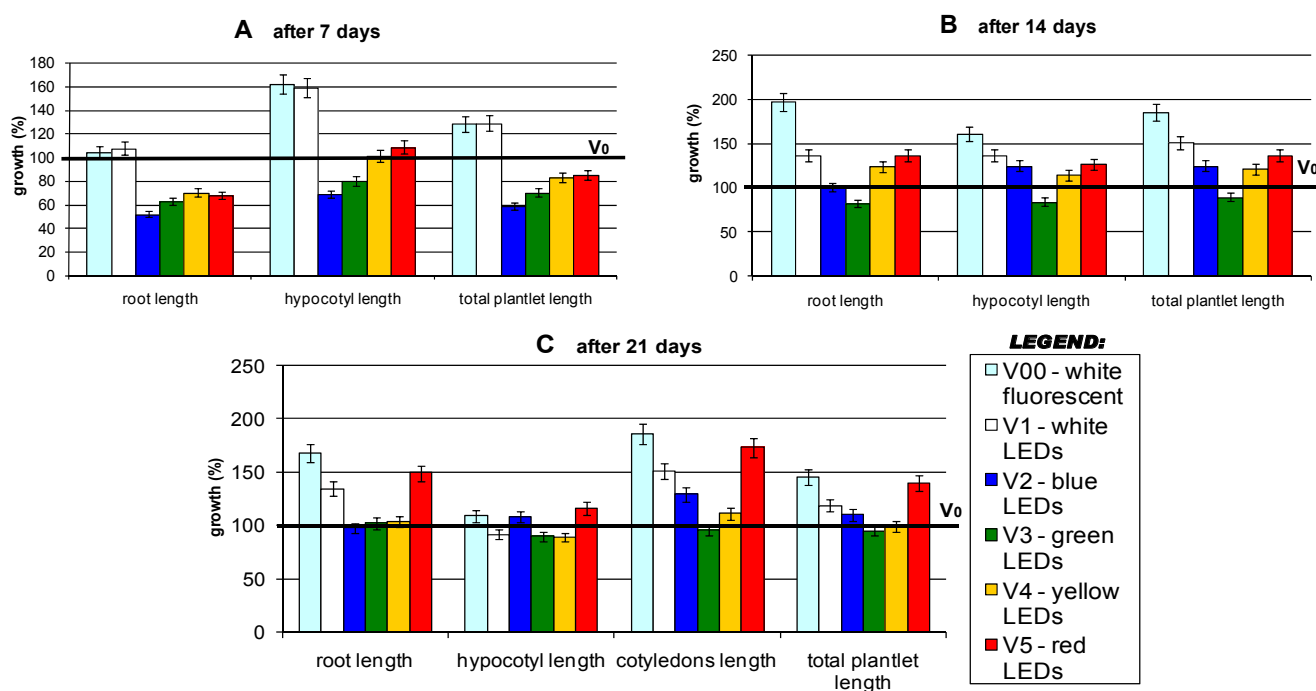 A after 7 days
growth (%)
180
160
140
120
100
80
60
40
20
0
V0
root length
hypocotyl length
total plantlet length
B after 14 days
growth (%)
250
200
150
100
50
0
V0
root length
hypocotyl length
total plantlet length
C after 21 days
growth (%)
250
200
150
100
50
0
V0
root length
hypocotyl length
cotyledons length
total plantlet
length
LEGEND:
V00 - white
fluorescent
V1 - white
LEDs
V2 - blue
LEDs
V3 - green
LEDs
V4 - yellow
LEDs
V5 - red
LEDs